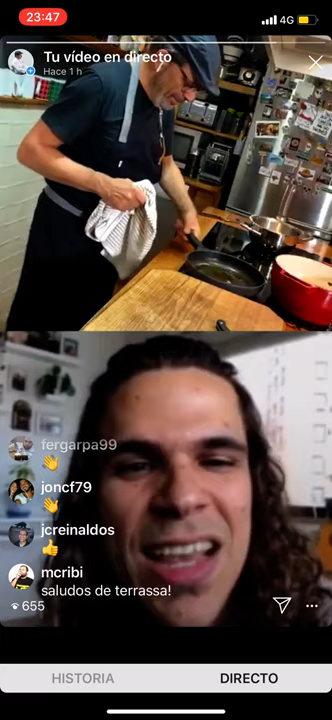 23:47
4G
Tu vídeo en directo
Hace 1 h
fergarpa99
👋
joncf79
👋
jcreinaldos
👍
mcribi
saludos de terrassa!
655
HISTORIA
DIRECTO